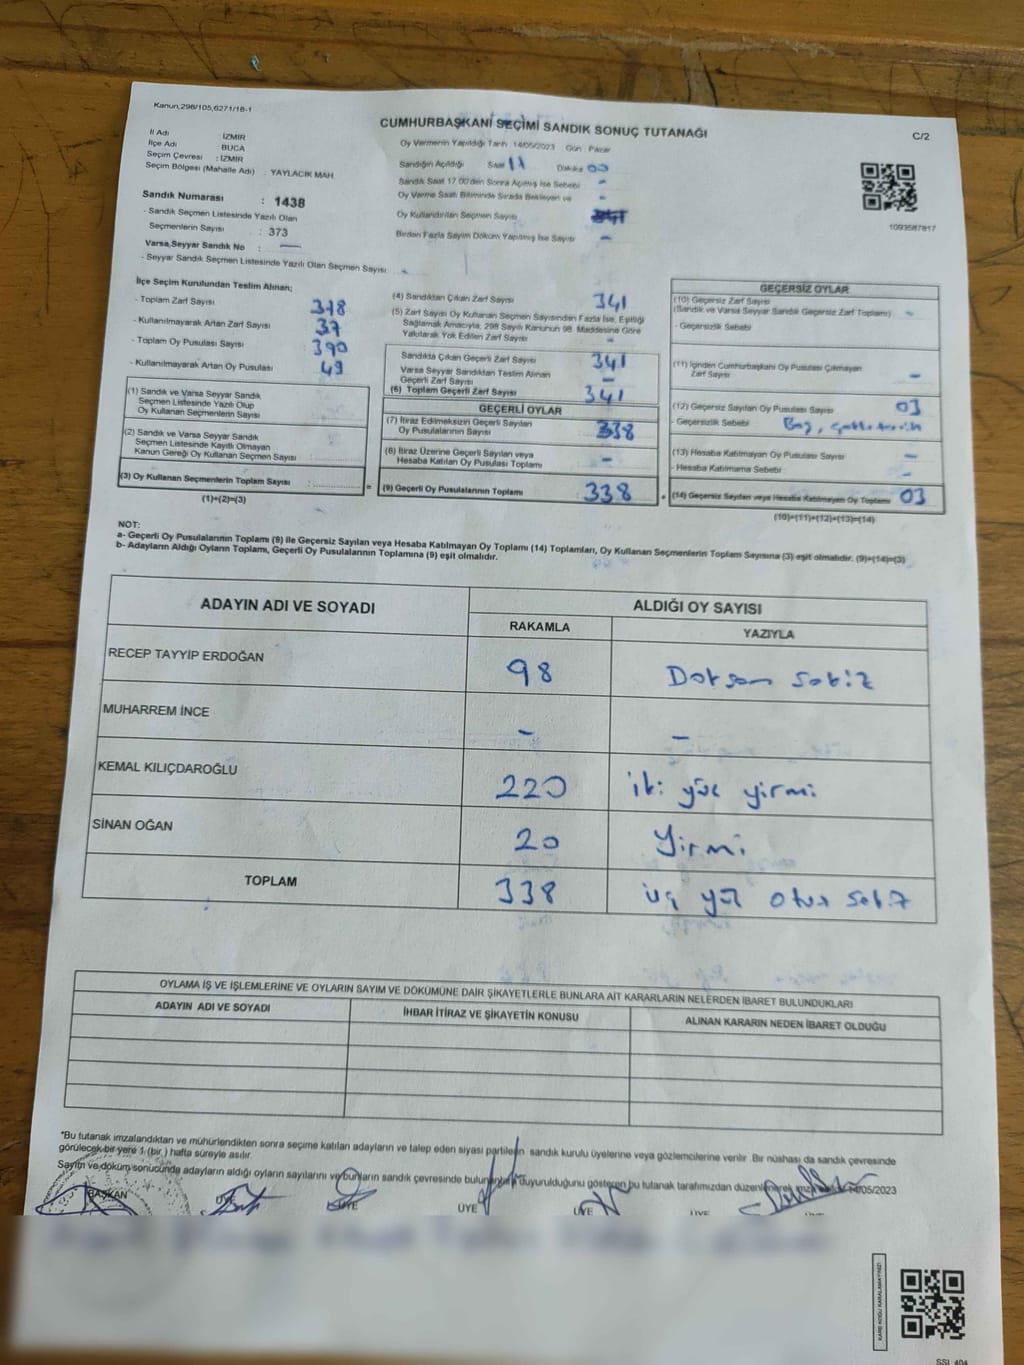 Kanun,298/105,6271/18-1
CUMHURBAŞKANI SEÇİMİ SANDIK SONUÇ TUTANAĞI
C/2
İl Adı İZMİR
İlçe Adı BUCA
Seçim Çevresi : İZMİR
Seçim Bölgesi (Mahalle Adı) : YAYLACIK MAH
Sandık Numarası : 1438
- Sandık Seçmen Listesinde Yazılı Olan
Seçmenlerin Sayısı : 373
Varsa,Seyyar Sandık No : —
- Seyyar Sandık Seçmen Listesinde Yazılı Olan Seçmen Sayısı
Oy Vermenin Yapıldığı Tarih 14/05/2023 Gün : Pazar
Sandığın Açıldığı Saat 11 Dakika 00
Sandık Saat 17.00'den Sonra Açılmış İse Sebebi -
Oy Verme Saati Bitiminde Sırada Bekleyen ve -
Oy Kullandırılan Seçmen Sayısı
Birden Fazla Sayım Döküm Yapılmış İse Sayısı -
1093587817
İlçe Seçim Kurulundan Teslim Alınan;
- Toplam Zarf Sayısı 378
- Kullanılmayarak Artan Zarf Sayısı 37
- Toplam Oy Pusulası Sayısı 390
- Kullanılmayarak Artan Oy Pusulası 49
(1) Sandık ve Varsa Seyyar Sandık
Seçmen Listesinde Yazılı Olup
Oy Kullanan Seçmenlerin Sayısı
(2) Sandık ve Varsa Seyyar Sandık
Seçmen Listesinde Kayıtlı Olmayan
Kanun Gereği Oy Kullanan Seçmen Sayısı :
(3) Oy Kullanan Seçmenlerin Toplam Sayısı :
(1)+(2)=(3)
(4) Sandıktan Çıkan Zarf Sayısı 341
(5) Zarf Sayısı Oy Kullanan Seçmen Sayısından Fazla İse, Eşitliği
Sağlamak Amacıyla, 298 Sayılı Kanunun 98. Maddesine Göre
Yakılarak Yok Edilen Zarf Sayısı -
Sandıkta Çıkan Geçerli Zarf Sayısı 341
Varsa Seyyar Sandıktan Teslim Alınan
Geçerli Zarf Sayısı -
(6) Toplam Geçerli Zarf Sayısı 341
GEÇERLİ OYLAR
(7) İtiraz Edilmeksizin Geçerli Sayılan
Oy Pusulalarının Sayısı : 338
(8) İtiraz Üzerine Geçerli Sayılan veya
Hesaba Katılan Oy Pusulası Toplamı : -
= (9) Geçerli Oy Pusulalarının Toplamı : 338
GEÇERSİZ OYLAR
(10) Geçersiz Zarf Sayısı
(Sandık ve Varsa Seyyar Sandık Geçersiz Zarf Toplamı) -
- Geçersizlik Sebebi
(11) İçinden Cumhurbaşkanı Oy Pusulası Çıkmayan
Zarf Sayısı -
(12) Geçersiz Sayılan Oy Pusulası Sayısı 03
- Geçersizlik Sebebi
(13) Hesaba Katılmayan Oy Pusulası Sayısı -
- Hesaba Katılmama Sebebi -
+ (14) Geçersiz Sayılan veya Hesaba Katılmayan Oy Toplamı 03
(10)+(11)+(12)+(13)=(14)
NOT:
a- Geçerli Oy Pusulalarının Toplamı (9) ile Geçersiz Sayılan veya Hesaba Katılmayan Oy Toplamı (14) Toplamları, Oy Kullanan Seçmenlerin Toplam Sayısına (3) eşit olmalıdır. (9)+(14)=(3)
b- Adayların Aldığı Oyların Toplamı, Geçerli Oy Pusulalarının Toplamına (9) eşit olmalıdır.
ADAYIN ADI VE SOYADI ALDIĞI OY SAYISI
RAKAMLA YAZIYLA
RECEP TAYYİP ERDOĞAN 98 Doksan sekiz
MUHARREM İNCE - -
KEMAL KILIÇDAROĞLU 220 iki yüz yirmi
SİNAN OĞAN 20 Yirmi
TOPLAM 338 üç yüz otuz sekiz
OYLAMA İŞ VE İŞLEMLERİNE VE OYLARIN SAYIM VE DÖKÜMÜNE DAİR ŞİKAYETLERLE BUNLARA AİT KARARLARIN NELERDEN İBARET BULUNDUKLARI
ADAYIN ADI VE SOYADI İHBAR İTİRAZ VE ŞİKAYETİN KONUSU ALINAN KARARIN NEDEN İBARET OLDUĞU
*Bu tutanak imzalandıktan ve mühürlendikten sonra seçime katılan adayların ve talep eden siyasi partilerin sandık kurulu üyelerine veya gözlemcilerine verilir. Bir nüshası da sandık çevresinde
görülecek bir yere 1 (bir ) hafta süreyle asılır.
Sayım ve döküm sonucunda adayların aldığı oyların sayılarını ve bunların sandık çevresinde duyurulduğunu gösteren bu tutanak tarafımızdan 14/05/2023
BAŞKAN ÜYE ÜYE ÜYE ÜYE ÜYE
KARE KODU KARALAMAYINIZ!
SSI 404